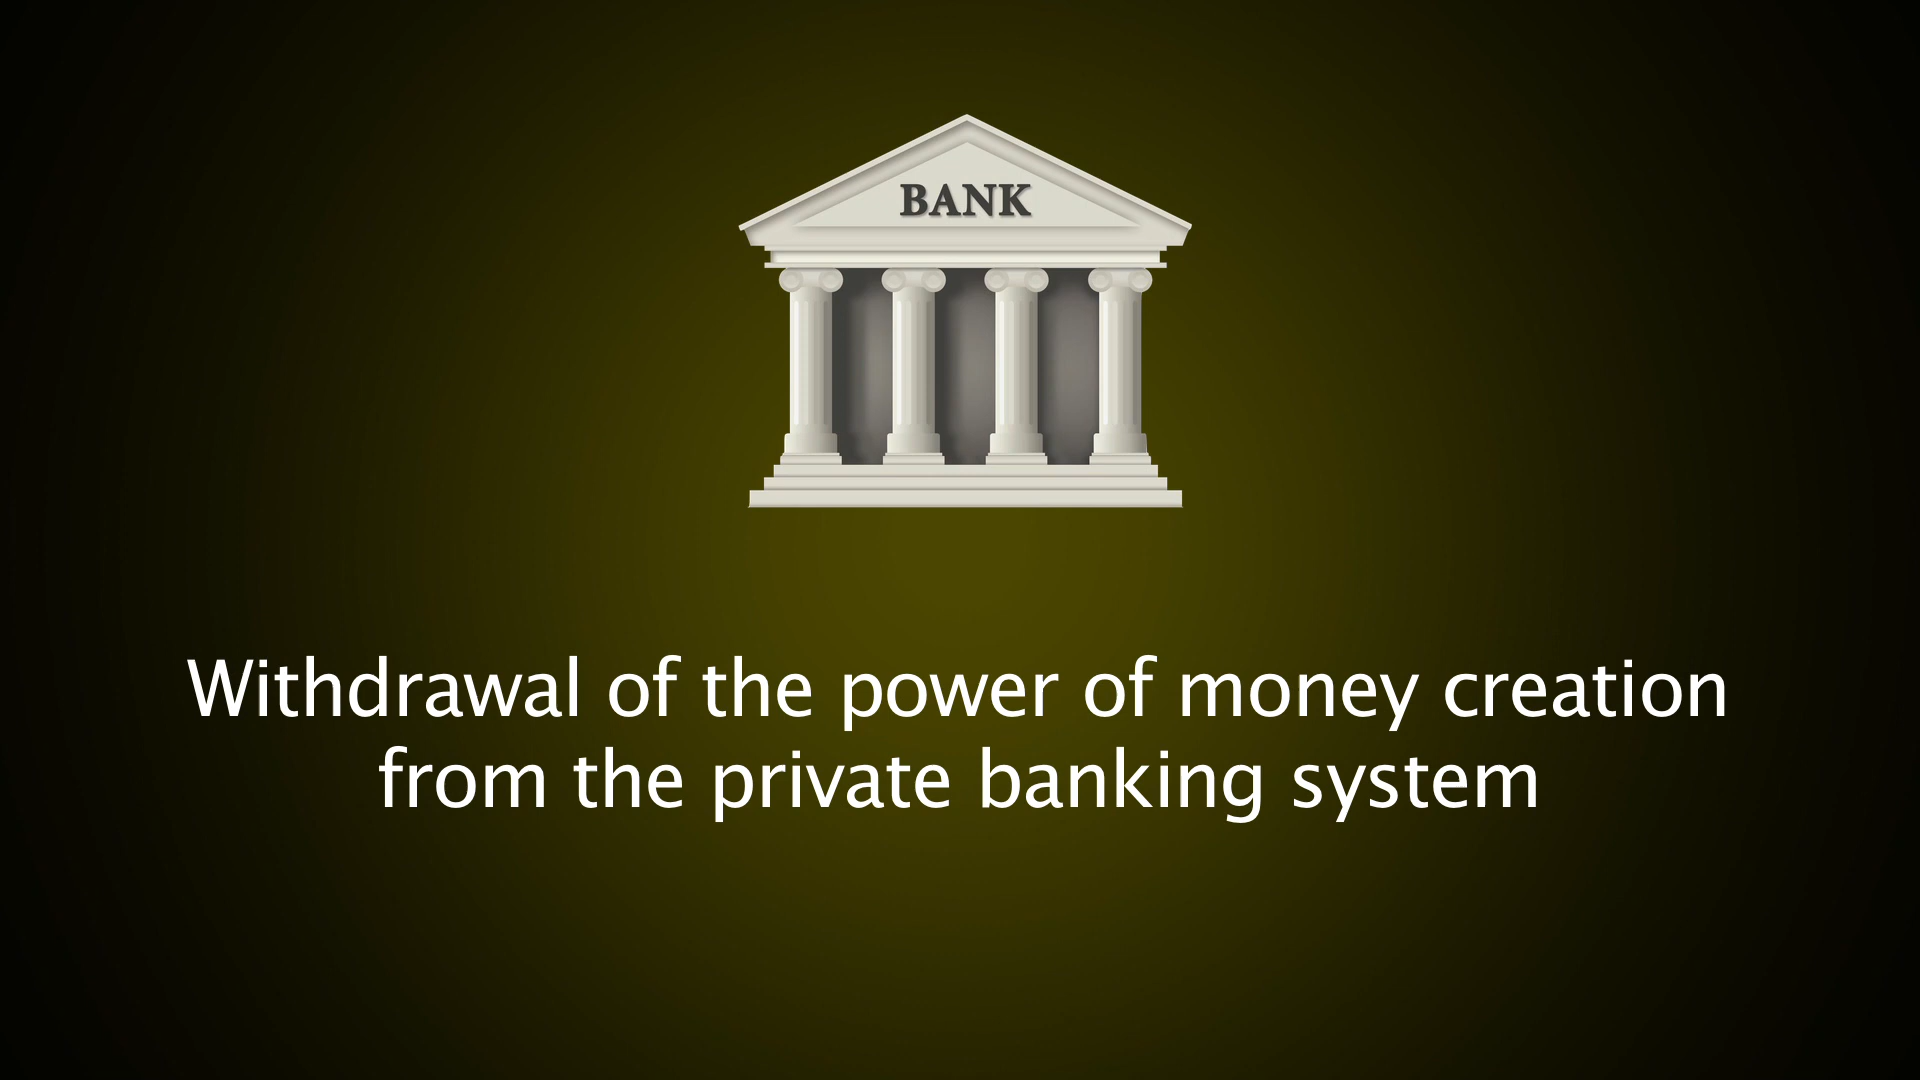 BANK
Withdrawal of the power of money creation
from the private banking system